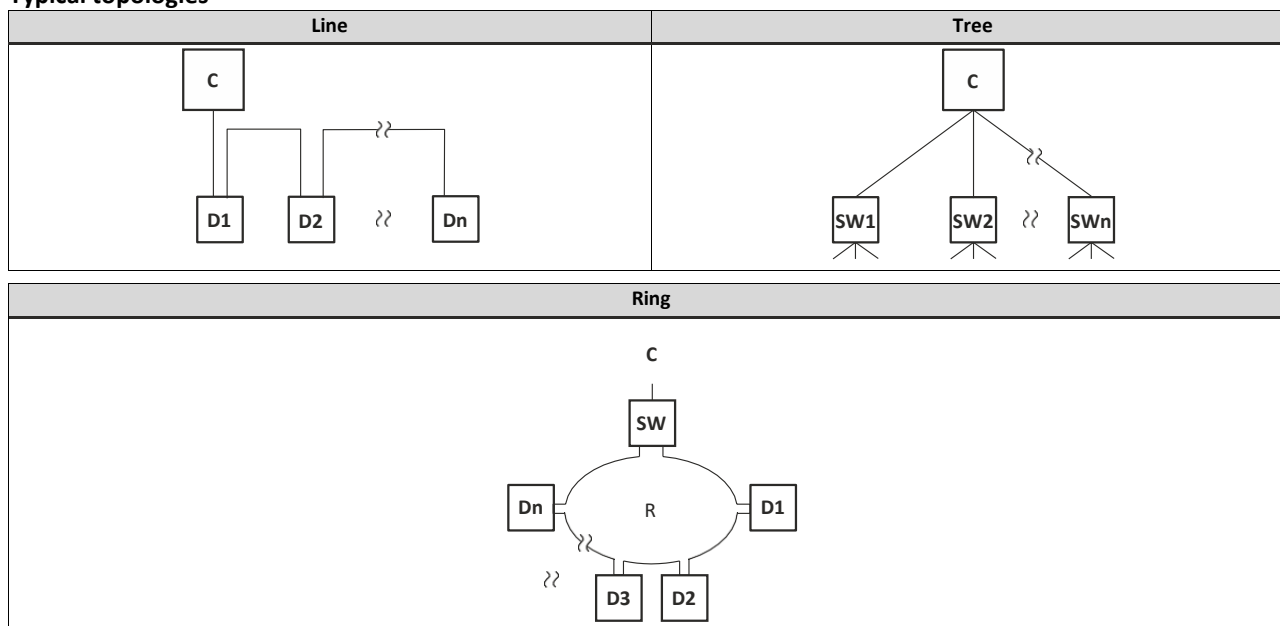 Typical topologies
Line
Tree
C
C
D1
D2
Dn
SW1
SW2
SWn
Ring
C
SW
Dn
R
D1
D3
D2